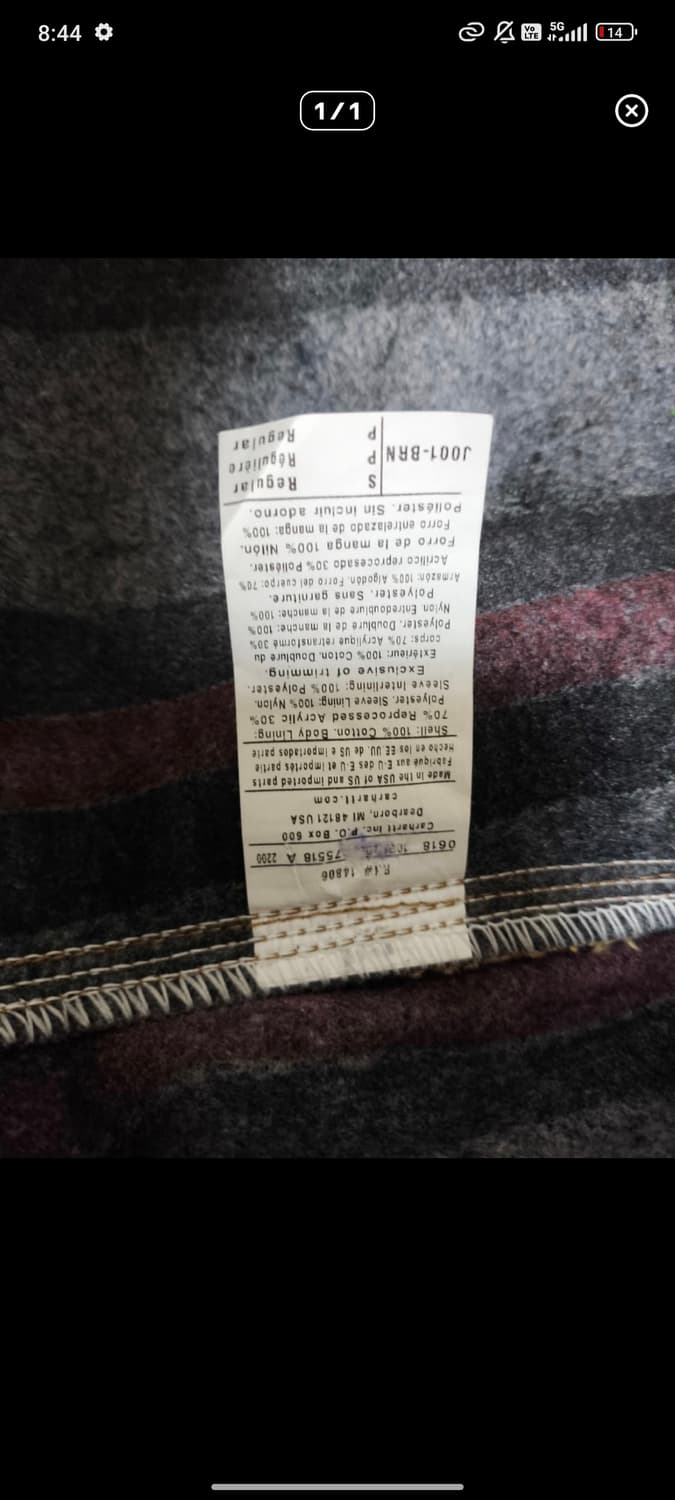 8:44
Vo LTE 5G 14
1/1
14806
0618 75518 A 2200
Carhartt Inc. P.O. Box 600
Dearborn, MI 48121 USA
carhartt.com
Made in the USA of US and imported parts
Fabriqué aux E-U des E-U et importés partie
Hecho en los EE UU. de US e importados parte
Shell: 100% Cotton. Body Lining:
70% Reprocessed Acrylic 30%
Polyester. Sleeve Lining: 100% Nylon.
Sleeve Interlining: 100% Polyester.
Exclusive of trimming.
Extérieur: 100% Coton. Doublure du
corps: 70% Acrylique retransformé 30%
Polyester. Doublure de la manche: 100%
Nylon. Entredoublure de la manche: 100%
Polyester. Sans garniture.
Armazón: 100% Algodón. Forro del cuerpo: 70%
Acrílico reprocesado 30% Poliéster.
Forro de la manga 100% Nilón.
Forro entrelazado de la manga: 100%
Poliéster. Sin incluir adorno.
S Regular
J001-BRN P Régulière
P Regular